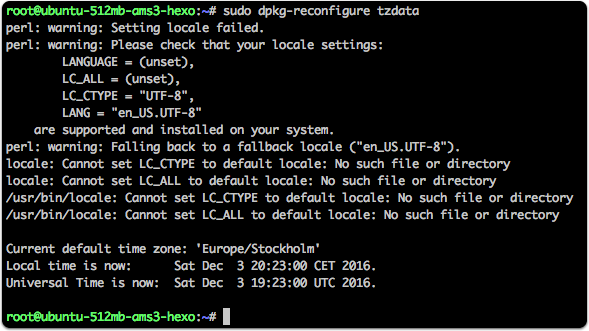 root@ubuntu-512mb-ams3-hexo:~# sudo dpkg-reconfigure tzdata
perl: warning: Setting locale failed.
perl: warning: Please check that your locale settings:
        LANGUAGE = (unset),
        LC_ALL = (unset),
        LC_CTYPE = "UTF-8",
        LANG = "en_US.UTF-8"
    are supported and installed on your system.
perl: warning: Falling back to a fallback locale ("en_US.UTF-8").
locale: Cannot set LC_CTYPE to default locale: No such file or directory
locale: Cannot set LC_ALL to default locale: No such file or directory
/usr/bin/locale: Cannot set LC_CTYPE to default locale: No such file or directory
/usr/bin/locale: Cannot set LC_ALL to default locale: No such file or directory
Current default time zone: 'Europe/Stockholm'
Local time is now:      Sat Dec  3 20:23:00 CET 2016.
Universal Time is now:  Sat Dec  3 19:23:00 UTC 2016.
root@ubuntu-512mb-ams3-hexo:~#